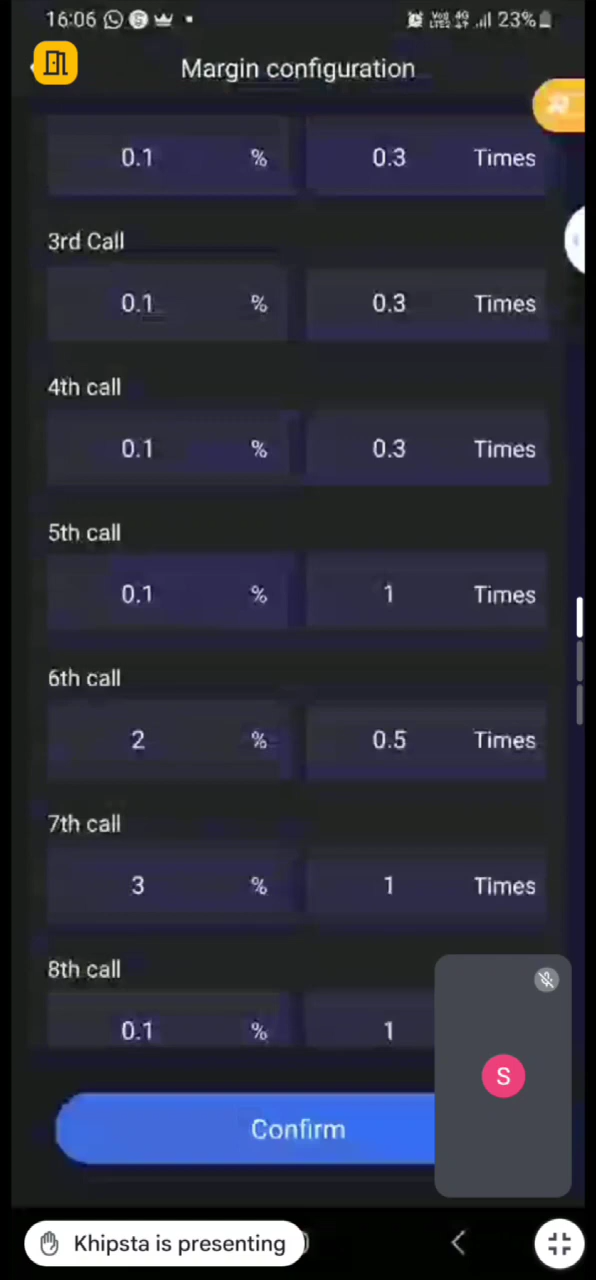 16:06 23%
Margin configuration
0.1 % 0.3 Times
3rd Call
0.1 % 0.3 Times
4th call
0.1 % 0.3 Times
5th call
0.1 % 1 Times
6th call
2 % 0.5 Times
7th call
3 % 1 Times
8th call
0.1 % 1
S
Confirm
Khipsta is presenting